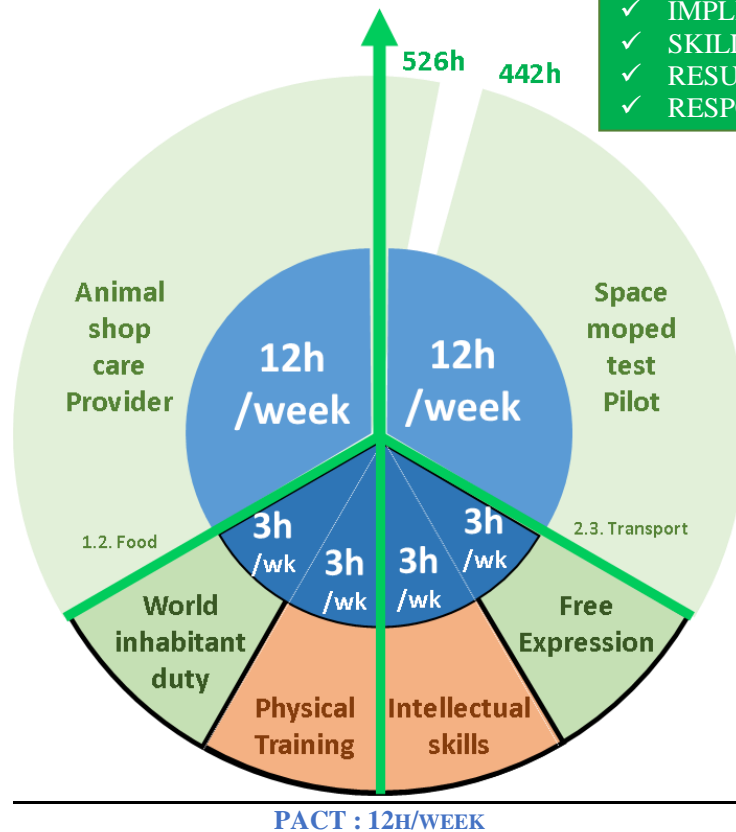 ✓ IMPL
✓ SKILL
✓ RESU
✓ RESP
526h
442h
Animal
shop
care
Provider
12h
/week
12h
/week
Space
moped
test
Pilot
1.2. Food
3h
/wk
3h
/wk
3h
/wk
3h
/wk
2.3. Transport
World
inhabitant
duty
Physical
Training
Intellectual
skills
Free
Expression
PACT : 12H/WEEK